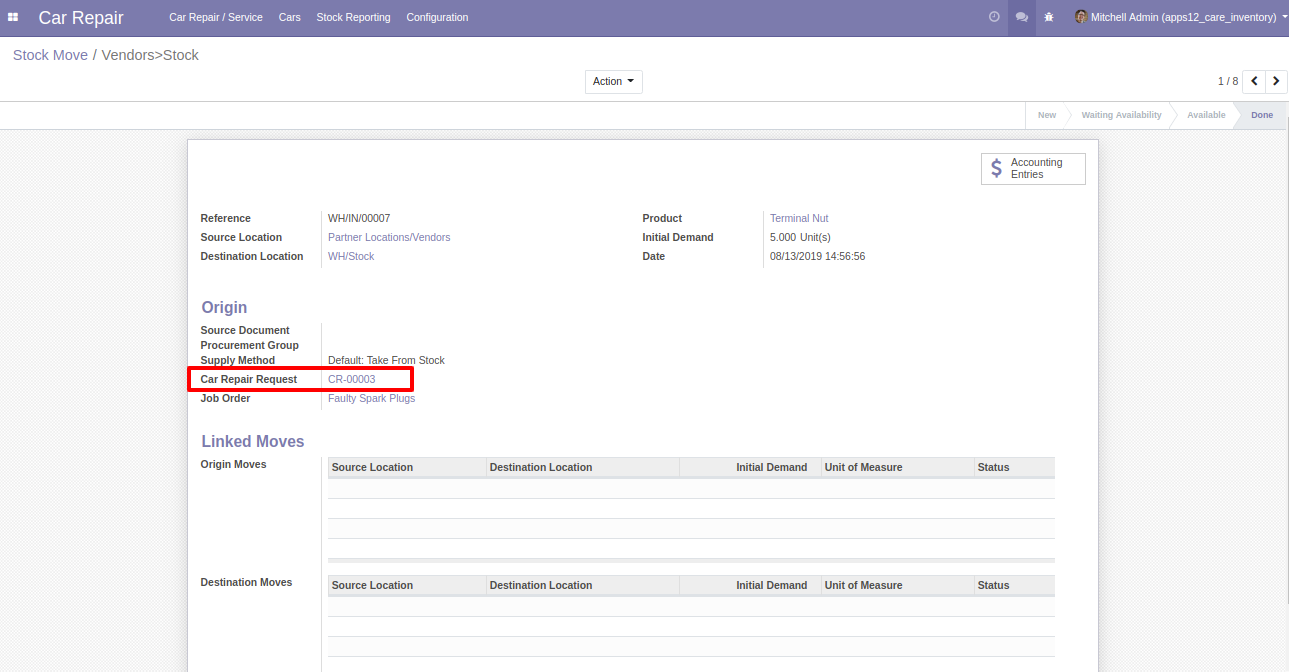 Car Repair Car Repair / Service Cars Stock Reporting Configuration Mitchell Admin (apps12_care_inventory)
Stock Move / Vendors>Stock
Action 1 / 8
New Waiting Availability Available Done
$ Accounting
Entries
Reference WH/IN/00007 Product Terminal Nut
Source Location Partner Locations/Vendors Initial Demand 5.000 Unit(s)
Destination Location WH/Stock Date 08/13/2019 14:56:56
Origin
Source Document
Procurement Group
Supply Method Default: Take From Stock
Car Repair Request CR-00003
Job Order Faulty Spark Plugs
Linked Moves
Origin Moves Source Location Destination Location Initial Demand Unit of Measure Status
Destination Moves Source Location Destination Location Initial Demand Unit of Measure Status